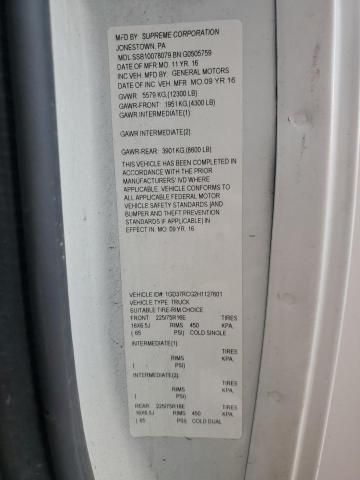 MFD BY: SUPREME CORPORATION
JONESTOWN, PA
MDL SSB10078079 BN G0505759
DATE OF MFR: MO. 11 YR. 16
INC VEH. MFD BY: GENERAL MOTORS
DATE OF INC VEH. MFD: MO 09 YR 16
GVWR: 5579 KG,(12300 LB)
GAWR-FRONT: 1951 KG,(4300 LB)
GAWR INTERMEDIATE(1):
GAWR INTERMEDIATE(2):
GAWR-REAR: 3901 KG,(8600 LB)
THIS VEHICLE HAS BEEN COMPLETED
IN ACCORDANCE WITH THE PRIOR
MANUFACTURERS' IVD WHERE
APPLICABLE. VEHICLE CONFORMS TO
ALL APPLICABLE FEDERAL MOTOR
VEHICLE SAFETY STANDARDS [AND
BUMPER AND THEFT PREVENTION
STANDARDS IF APPLICABLE]
IN EFFECT IN: MO: 09 YR. 16
VEHICLE ID#: 1GD37RCG2H1127601
VEHICLE TYPE: TRUCK
SUITABLE TIRE-RIM CHOICE
FRONT: 225/75R16E TIRES
16X6.5J RIMS 450 KPA,
( 65 PSI) COLD SINGLE
INTERMEDIATE(1): TIRES
RIMS KPA,
( PSI)
INTERMEDIATE(2): TIRES
RIMS KPA,
( PSI)
REAR 225/75R16E TIRES
16X6.5J RIMS 450 KPA,
( 65 PSI) COLD DUAL